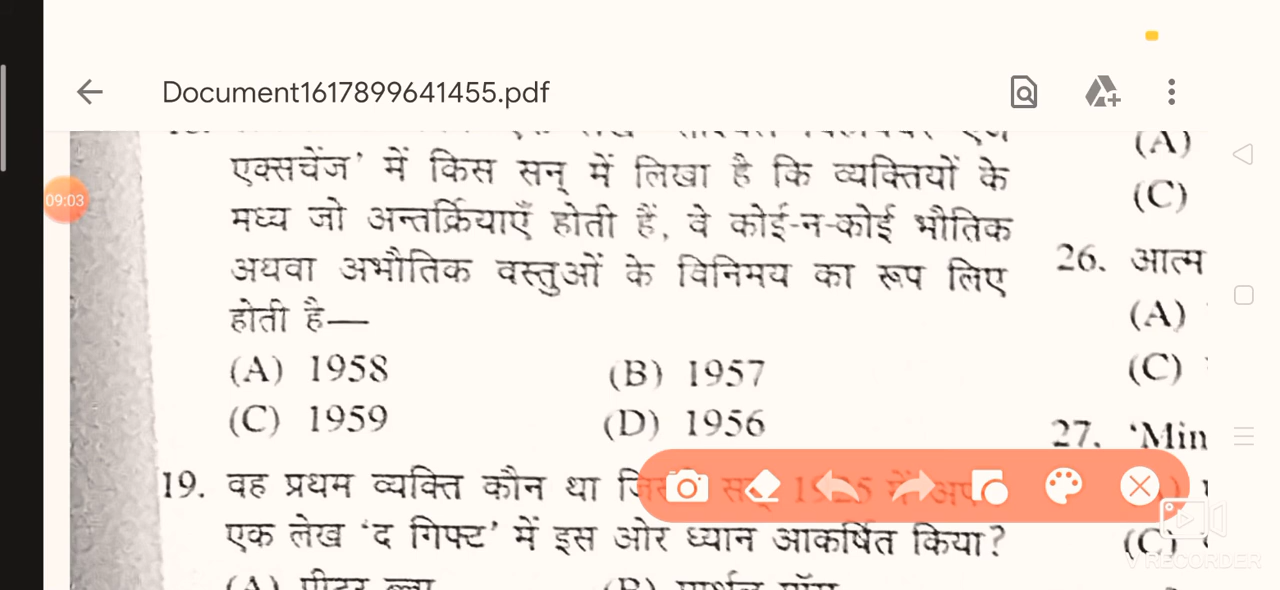 Document1617899641455.pdf
09:03
एक्सचेंज' में किस सन् में लिखा है कि व्यक्तियों के
मध्य जो अन्तर्क्रियाएँ होती हैं, वे कोई-न-कोई भौतिक
अथवा अभौतिक वस्तुओं के विनिमय का रूप लिए
होती है—
(A) 1958 (B) 1957
(C) 1959 (D) 1956
19. वह प्रथम व्यक्ति कौन था
एक लेख 'द गिफ्ट' में इस ओर ध्यान आकर्षित किया?
(A) (B)
(A)
(C)
26. आत्म
(A)
(C)
27. 'Min
(C)
RECORDER